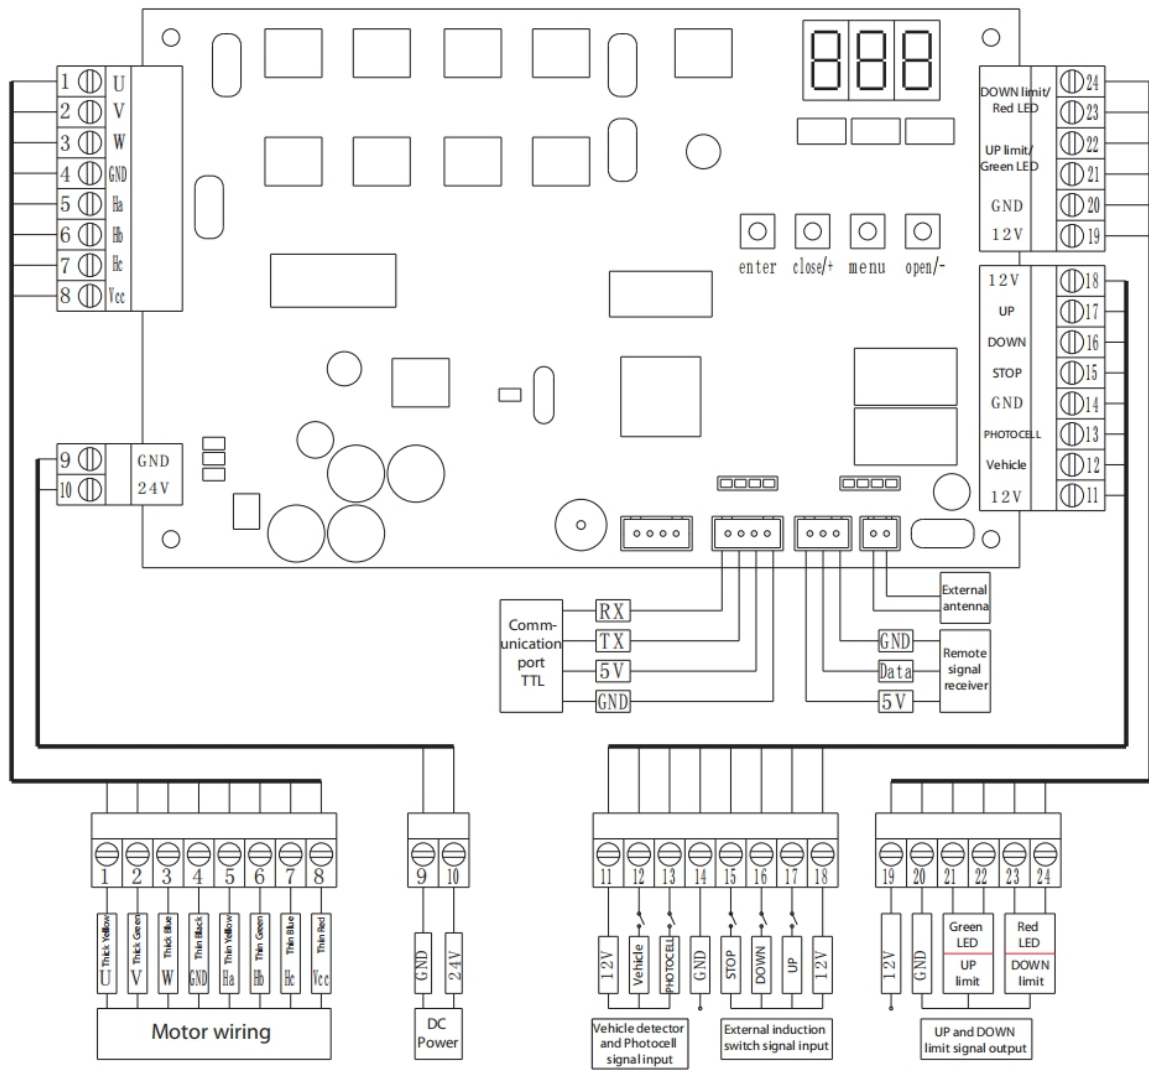 1 U
2 V
3 W
4 GND
5 Ha
6 Hb
7 Hc
8 Vcc
9 GND
10 24V
888
enter close/+ menu open/-
24
DOWN limit/
Red LED
23
22
UP limit/
Green LED
21
GND 20
12V 19
12V 18
UP 17
DOWN 16
STOP 15
GND 14
PHOTOCELL 13
Vehicle 12
12V 11
Comm-
unication
port
TTL
RX
TX
5V
GND
External
antenna
GND
Data
5V
Remote
signal
receiver
1 2 3 4 5 6 7 8
Thick Yellow
U
Thick Green
V
Thick Blue
W
Thin Black
GND
Thin Yellow
Ha
Thin Green
Hb
Thin Blue
Hc
Thin Red
Vcc
Motor wiring
9 10
GND
24V
DC
Power
11 12 13 14 15 16 17 18
12V
Vehicle
PHOTOCELL
GND
STOP
DOWN
UP
12V
Vehicle detector
and Photocell
signal input
External induction
switch signal input
19 20 21 22 23 24
12V
GND
Green
LED
UP
limit
Red
LED
DOWN
limit
UP and DOWN
limit signal output